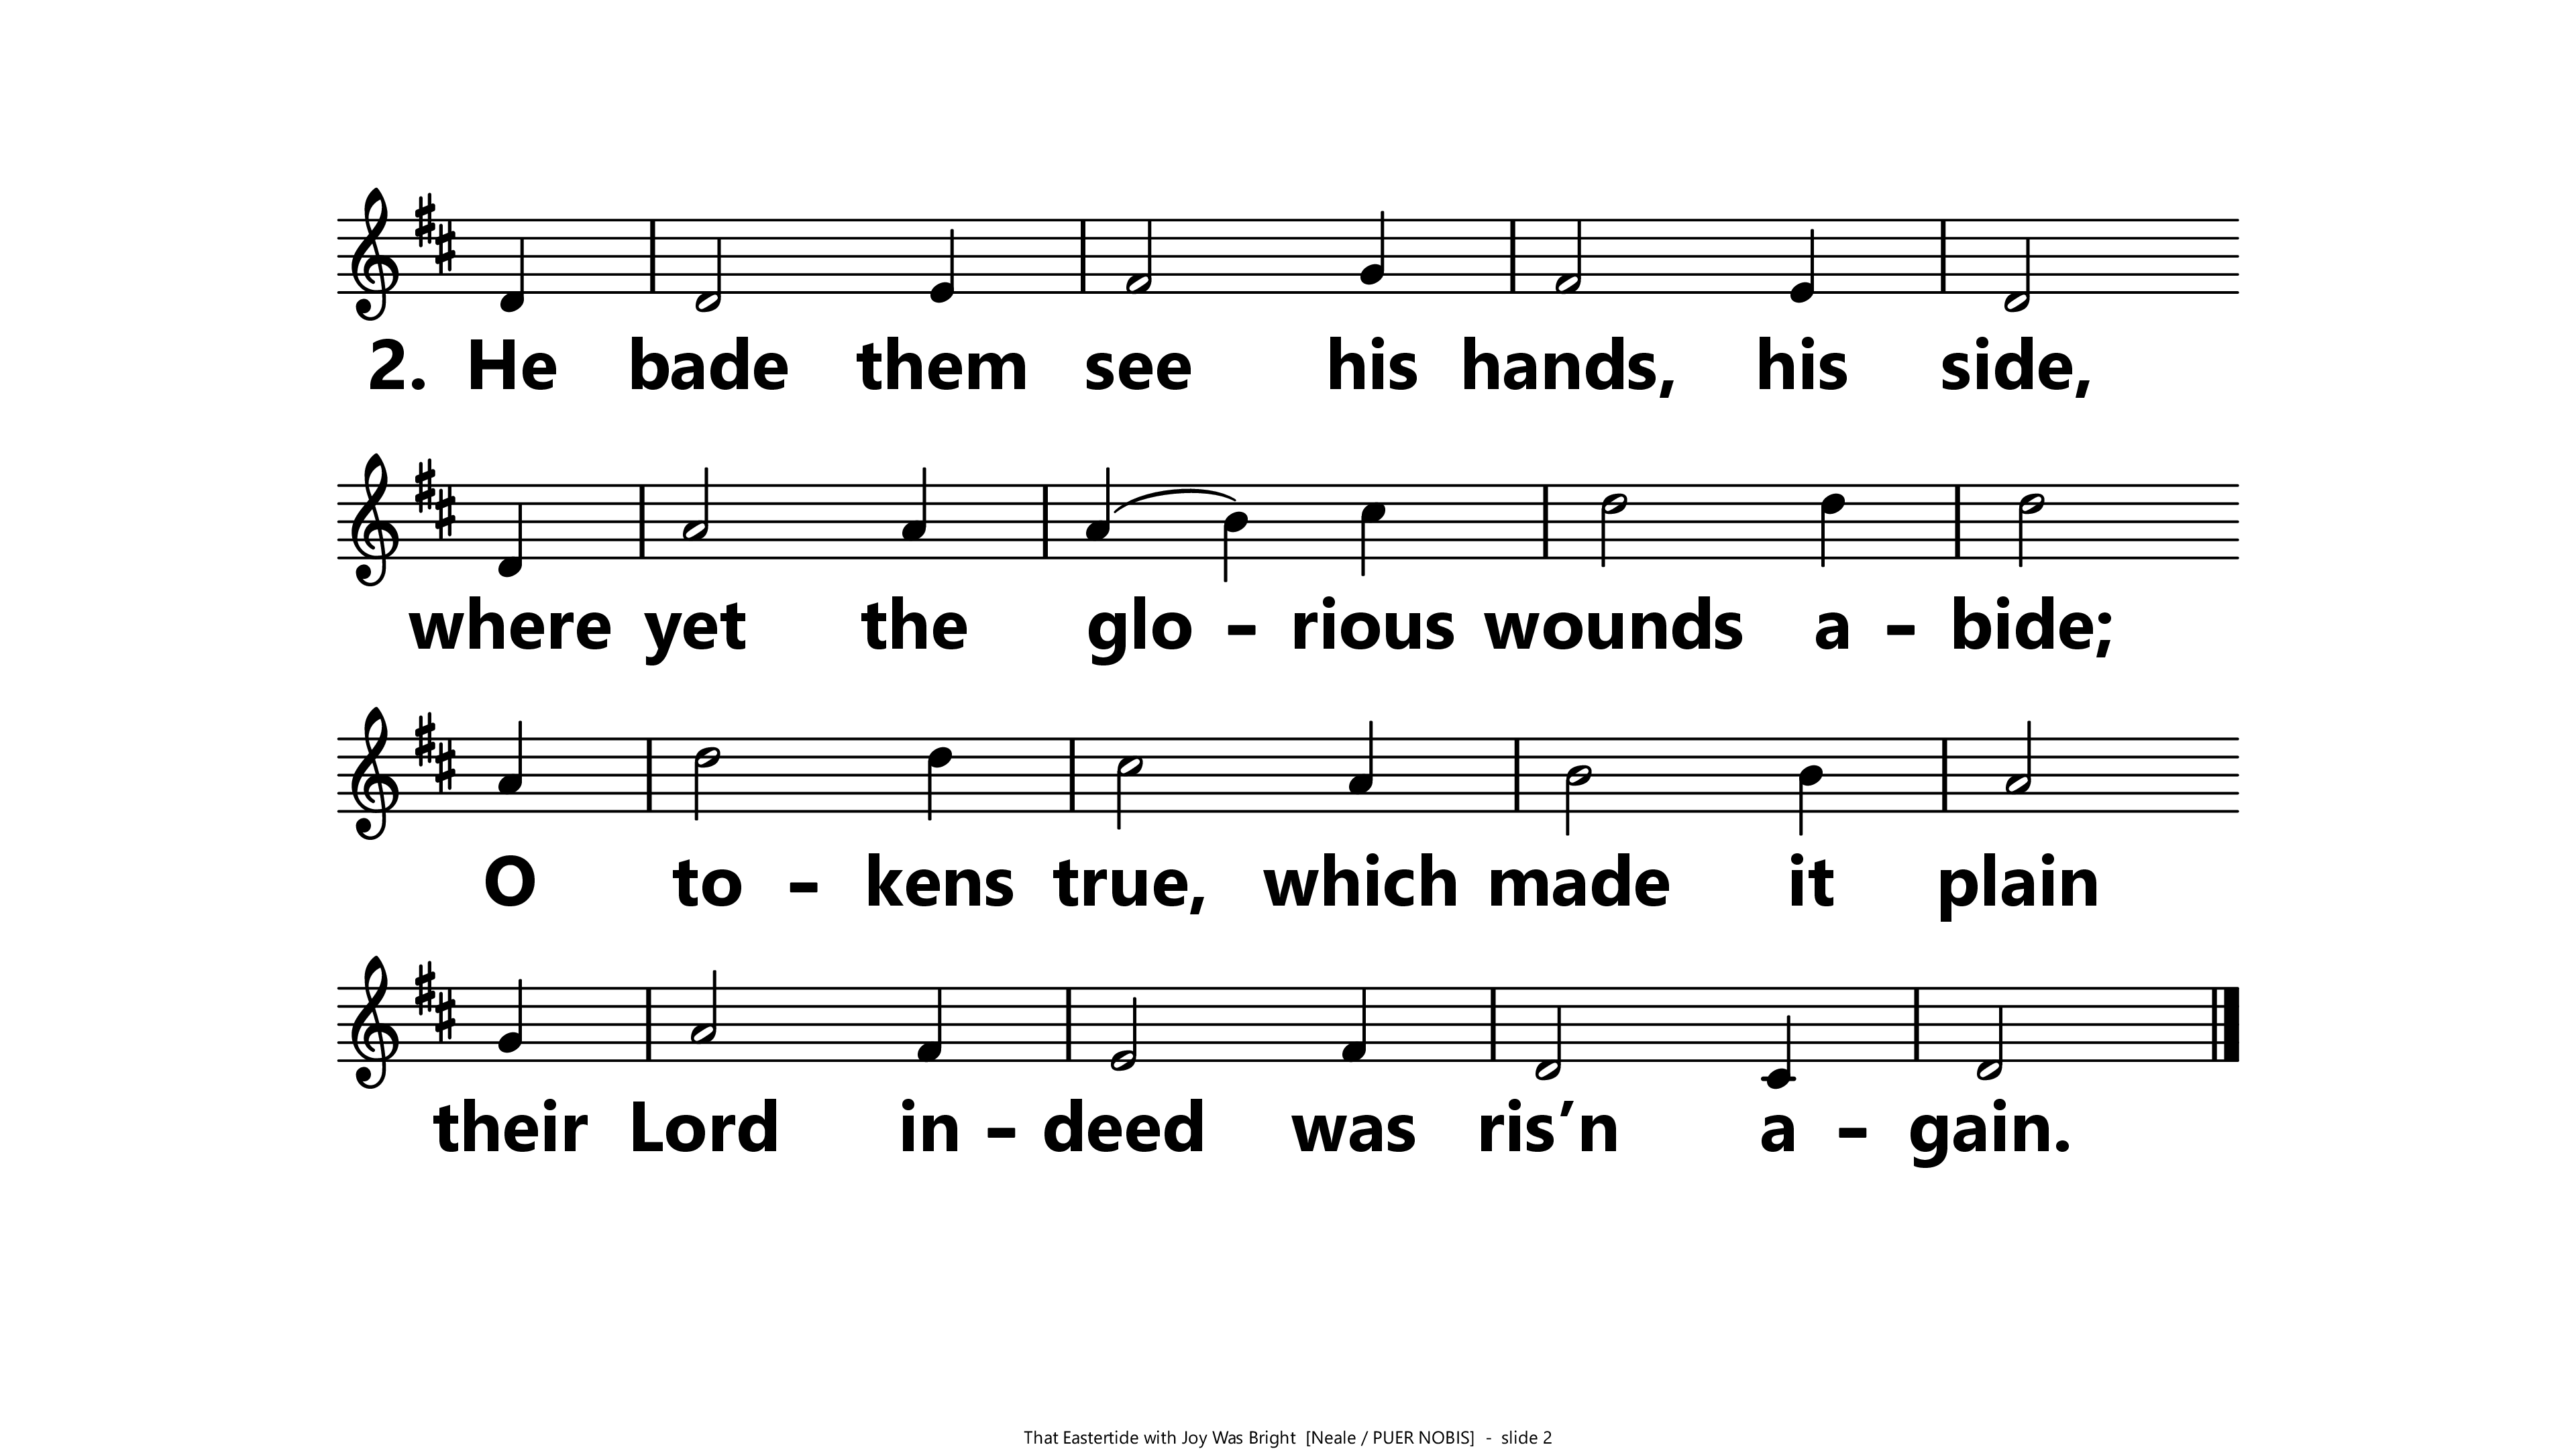 2. He bade them see his hands, his side,
where yet the glo - rious wounds a - bide;
O to - kens true, which made it plain
their Lord in - deed was ris’n a - gain.
That Eastertide with Joy Was Bright [Neale / PUER NOBIS] - slide 2